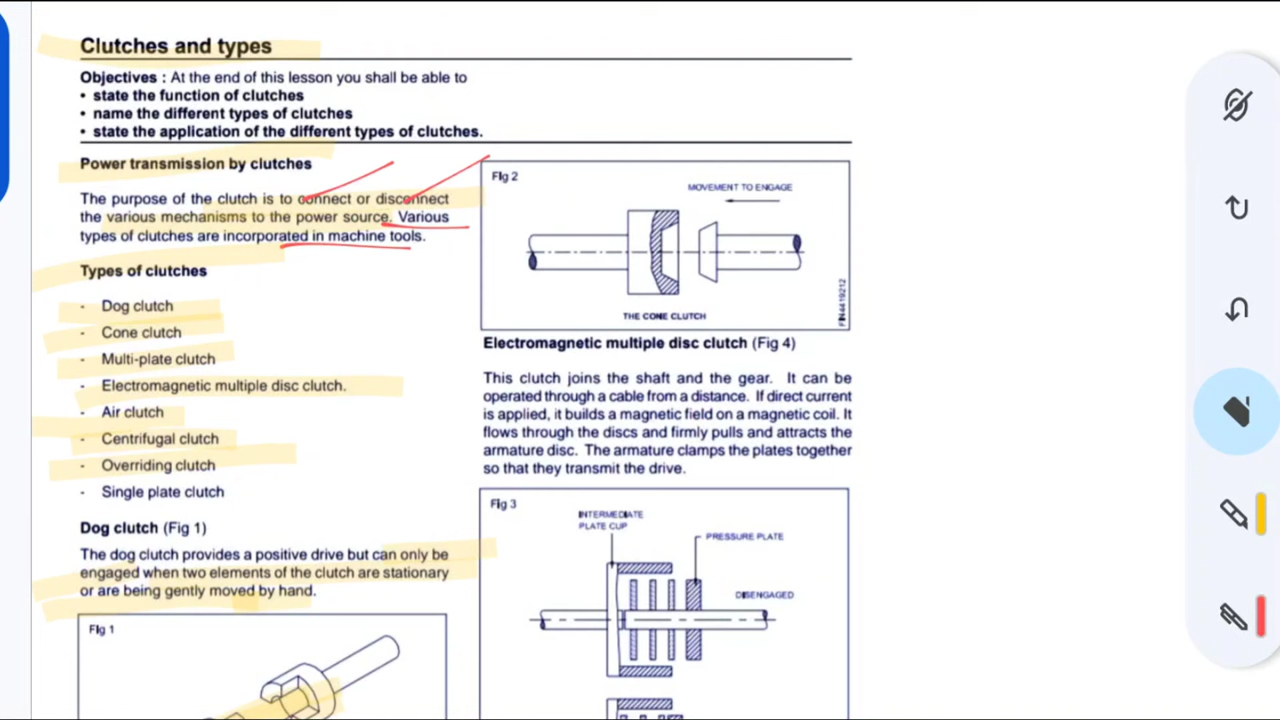 Clutches and types
Objectives : At the end of this lesson you shall be able to
• state the function of clutches
• name the different types of clutches
• state the application of the different types of clutches.
Power transmission by clutches
The purpose of the clutch is to connect or disconnect
the various mechanisms to the power source. Various
types of clutches are incorporated in machine tools.
Types of clutches
- Dog clutch
- Cone clutch
- Multi-plate clutch
- Electromagnetic multiple disc clutch.
- Air clutch
- Centrifugal clutch
- Overriding clutch
- Single plate clutch
Dog clutch (Fig 1)
The dog clutch provides a positive drive but can only be
engaged when two elements of the clutch are stationary
or are being gently moved by hand.
Fig 1
Fig 2
MOVEMENT TO ENGAGE
THE CONE CLUTCH
FIN4419212
Electromagnetic multiple disc clutch (Fig 4)
This clutch joins the shaft and the gear. It can be
operated through a cable from a distance. If direct current
is applied, it builds a magnetic field on a magnetic coil. It
flows through the discs and firmly pulls and attracts the
armature disc. The armature clamps the plates together
so that they transmit the drive.
Fig 3
INTERMEDIATE
PLATE CUP
PRESSURE PLATE
DISENGAGED